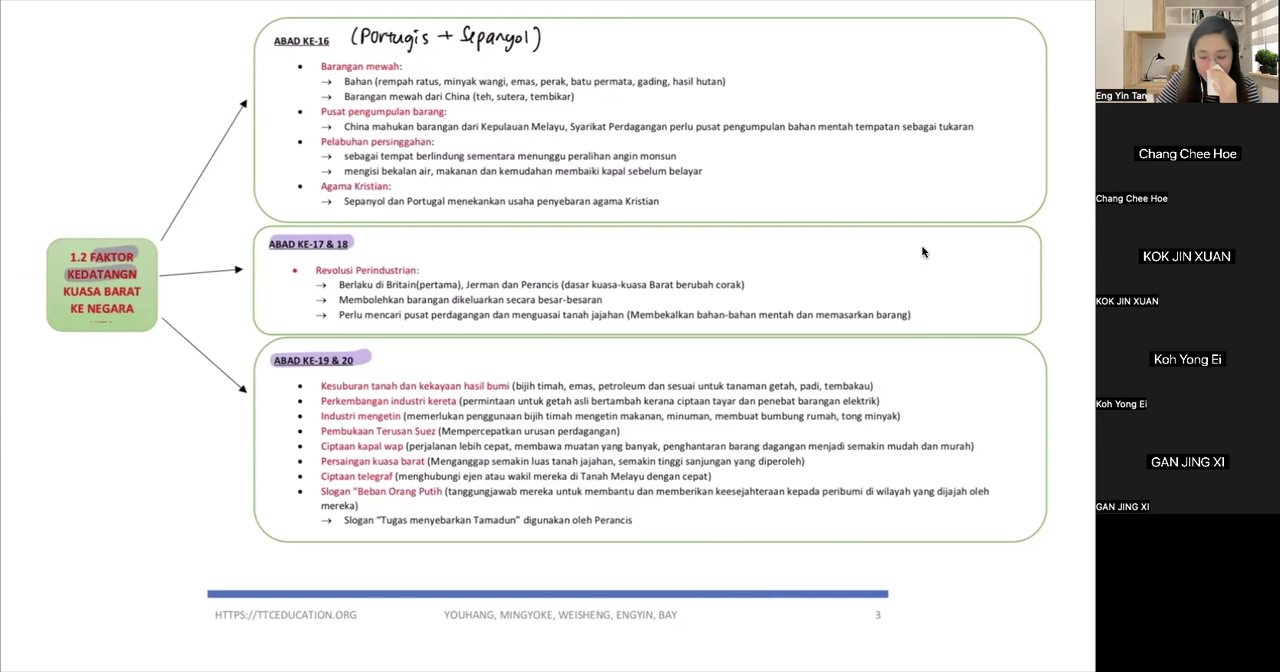 ABAD KE-16 (Portugis + Sepanyol)
• Barangan mewah:
→ Bahan (rempah ratus, minyak wangi, emas, perak, batu permata, gading, hasil hutan)
→ Barangan mewah dari China (teh, sutera, tembikar)
• Pusat pengumpulan barang:
→ China mahukan barangan dari Kepulauan Melayu, Syarikat Perdagangan perlu pusat pengumpulan bahan mentah tempatan sebagai tukaran
• Pelabuhan persinggahan:
→ sebagai tempat berlindung sementara menunggu peralihan angin monsun
→ mengisi bekalan air, makanan dan kemudahan membaiki kapal sebelum belayar
• Agama Kristian:
→ Sepanyol dan Portugal menekankan usaha penyebaran agama Kristian
1.2 FAKTOR
KEDATANGN
KUASA BARAT
KE NEGARA
ABAD KE-17 & 18
• Revolusi Perindustrian:
→ Berlaku di Britain(pertama), Jerman dan Perancis (dasar kuasa-kuasa Barat berubah corak)
→ Membolehkan barangan dikeluarkan secara besar-besaran
→ Perlu mencari pusat perdagangan dan menguasai tanah jajahan (Membekalkan bahan-bahan mentah dan memasarkan barang)
ABAD KE-19 & 20
• Kesuburan tanah dan kekayaan hasil bumi (bijih timah, emas, petroleum dan sesuai untuk tanaman getah, padi, tembakau)
• Perkembangan industri kereta (permintaan untuk getah asli bertambah kerana ciptaan tayar dan penebat barangan elektrik)
• Industri mengetin (memerlukan penggunaan bijih timah mengetin makanan, minuman, membuat bumbung rumah, tong minyak)
• Pembukaan Terusan Suez (Mempercepatkan urusan perdagangan)
• Ciptaan kapal wap (perjalanan lebih cepat, membawa muatan yang banyak, penghantaran barang dagangan menjadi semakin mudah dan murah)
• Persaingan kuasa barat (Menganggap semakin luas tanah jajahan, semakin tinggi sanjungan yang diperoleh)
• Ciptaan telegraf (menghubungi ejen atau wakil mereka di Tanah Melayu dengan cepat)
• Slogan "Beban Orang Putih (tanggungjawab mereka untuk membantu dan memberikan keesejahteraan kepada peribumi di wilayah yang dijajah oleh
mereka)
→ Slogan "Tugas menyebarkan Tamadun" digunakan oleh Perancis
HTTPS://TTCEDUCATION.ORG YOUHANG, MINGYOKE, WEISHENG, ENGYIN, BAY 3
Eng Yin Tan
Chang Chee Hoe
Chang Chee Hoe
KOK JIN XUAN
KOK JIN XUAN
Koh Yong Ei
Koh Yong Ei
GAN JING XI
GAN JING XI